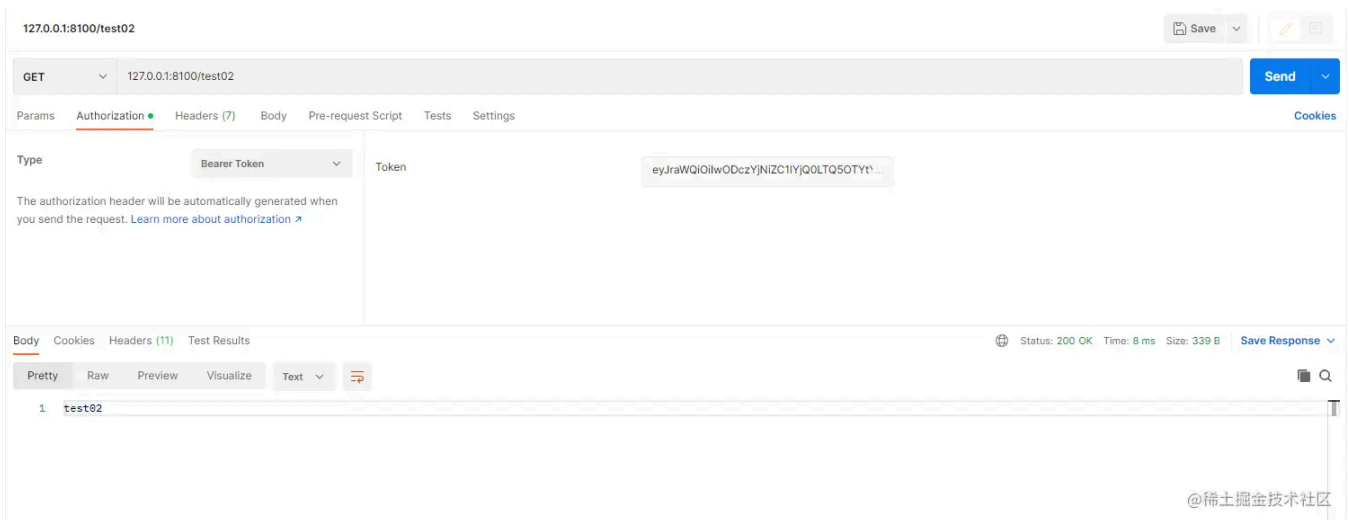 127.0.0.1:8100/test02
Save
GET
127.0.0.1:8100/test02
Send
Params Authorization Headers (7) Body Pre-request Script Tests Settings Cookies
Type Bearer Token
Token eyJraWQiOiIwODczYjNiZC1lYjQ0LTQ5OTYtY...
The authorization header will be automatically generated when
you send the request. Learn more about authorization ↗
Body Cookies Headers (11) Test Results Status: 200 OK Time: 8 ms Size: 339 B Save Response
Pretty Raw Preview Visualize Text
1 test02
@稀土掘金技术社区